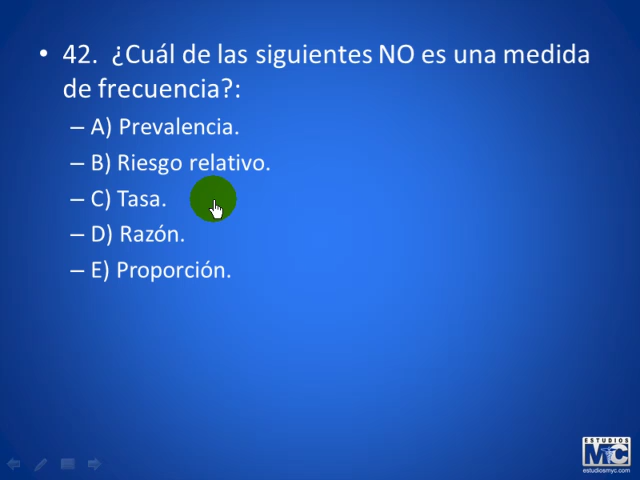 • 42. ¿Cuál de las siguientes NO es una medida
de frecuencia?:
– A) Prevalencia.
– B) Riesgo relativo.
– C) Tasa.
– D) Razón.
– E) Proporción.
ESTUDIOS
MyC
estudiosmyc.com